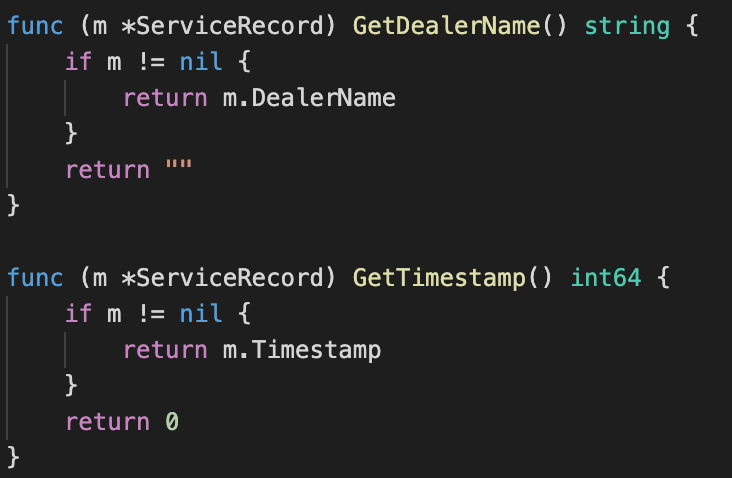 func (m *ServiceRecord) GetDealerName() string {
    if m != nil {
        return m.DealerName
    }
    return ""
}

func (m *ServiceRecord) GetTimestamp() int64 {
    if m != nil {
        return m.Timestamp
    }
    return 0
}